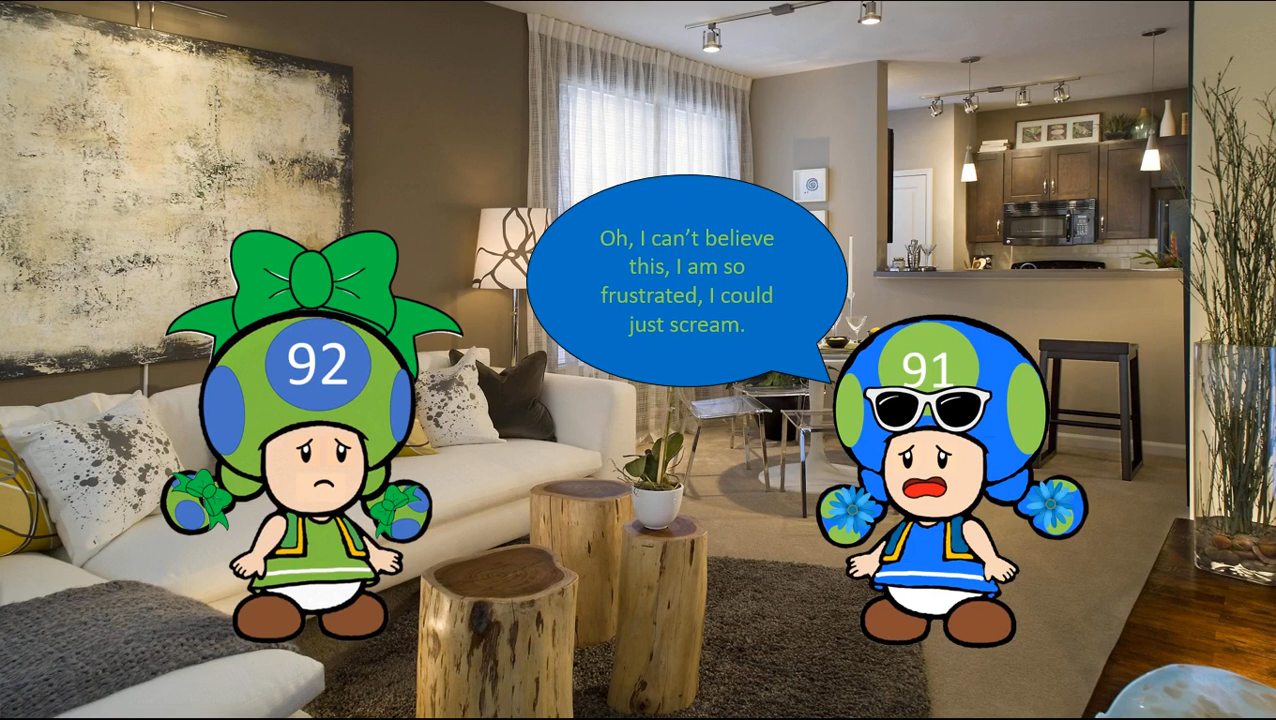 92
Oh, I can’t believe
this, I am so
frustrated, I could
just scream.
91